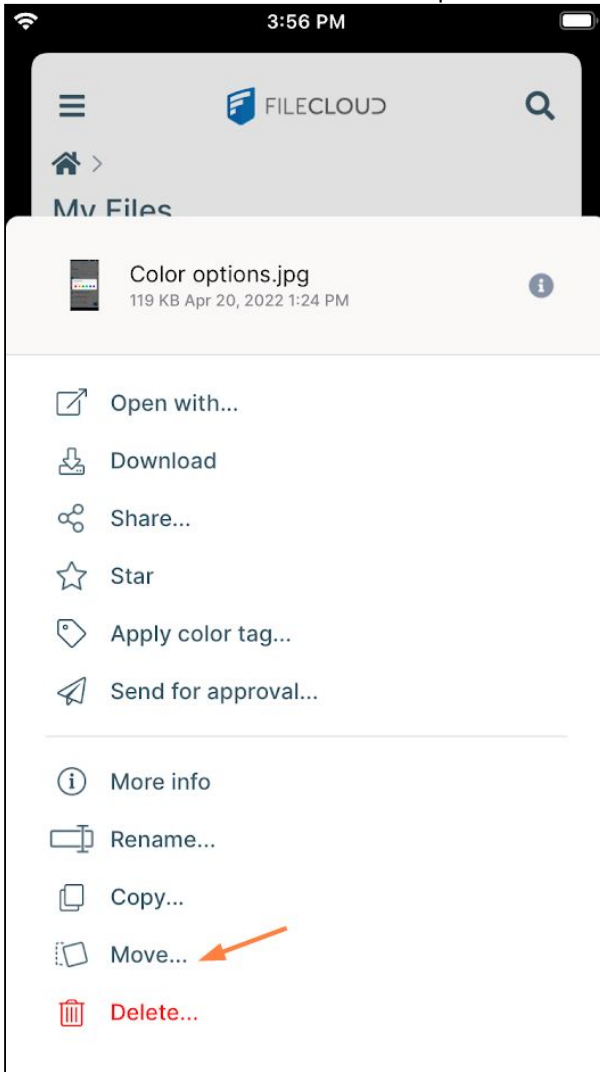 3:56 PM
FILECLOUD
My Files
Color options.jpg
119 KB Apr 20, 2022 1:24 PM
Open with...
Download
Share...
Star
Apply color tag...
Send for approval...
More info
Rename...
Copy...
Move...
Delete...